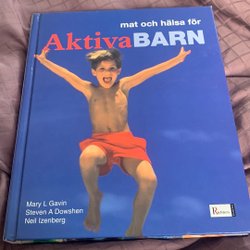 mat och hälsa för
AktivaBARN
Mary L Gavin
Steven A Dowshen
Neil Izenberg